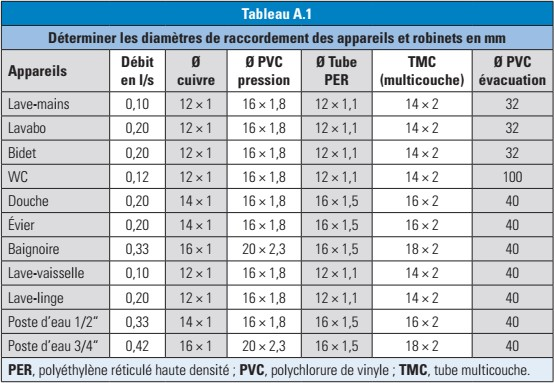 Tableau A.1
Déterminer les diamètres de raccordement des appareils et robinets en mm
Appareils Débit en l/s Ø cuivre Ø PVC pression Ø Tube PER TMC (multicouche) Ø PVC évacuation
Lave-mains 0,10 12 × 1 16 × 1,8 12 × 1,1 14 × 2 32
Lavabo 0,20 12 × 1 16 × 1,8 12 × 1,1 14 × 2 32
Bidet 0,20 12 × 1 16 × 1,8 12 × 1,1 14 × 2 32
WC 0,12 12 × 1 16 × 1,8 12 × 1,1 14 × 2 100
Douche 0,20 14 × 1 16 × 1,8 16 × 1,5 16 × 2 40
Évier 0,20 14 × 1 16 × 1,8 16 × 1,5 16 × 2 40
Baignoire 0,33 16 × 1 20 × 2,3 16 × 1,5 18 × 2 40
Lave-vaisselle 0,10 12 × 1 16 × 1,8 12 × 1,1 14 × 2 40
Lave-linge 0,20 12 × 1 16 × 1,8 12 × 1,1 14 × 2 40
Poste d'eau 1/2" 0,33 14 × 1 16 × 1,8 16 × 1,5 16 × 2 40
Poste d'eau 3/4" 0,42 16 × 1 20 × 2,3 16 × 1,5 18 × 2 40
PER, polyéthylène réticulé haute densité ; PVC, polychlorure de vinyle ; TMC, tube multicouche.